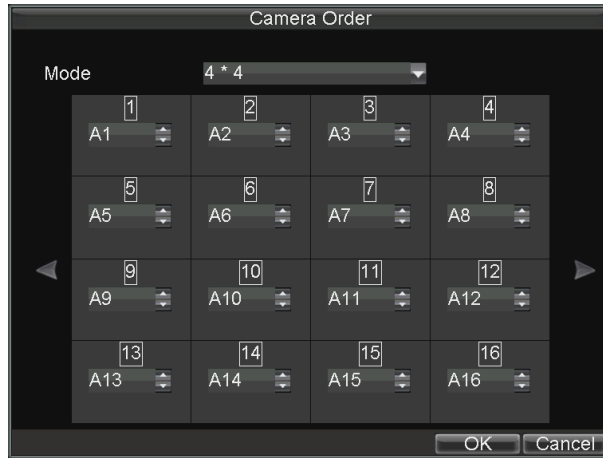 Camera Order
Mode 4 * 4
1 2 3 4
A1 A2 A3 A4
5 6 7 8
A5 A6 A7 A8
9 10 11 12
A9 A10 A11 A12
13 14 15 16
A13 A14 A15 A16
OK Cancel